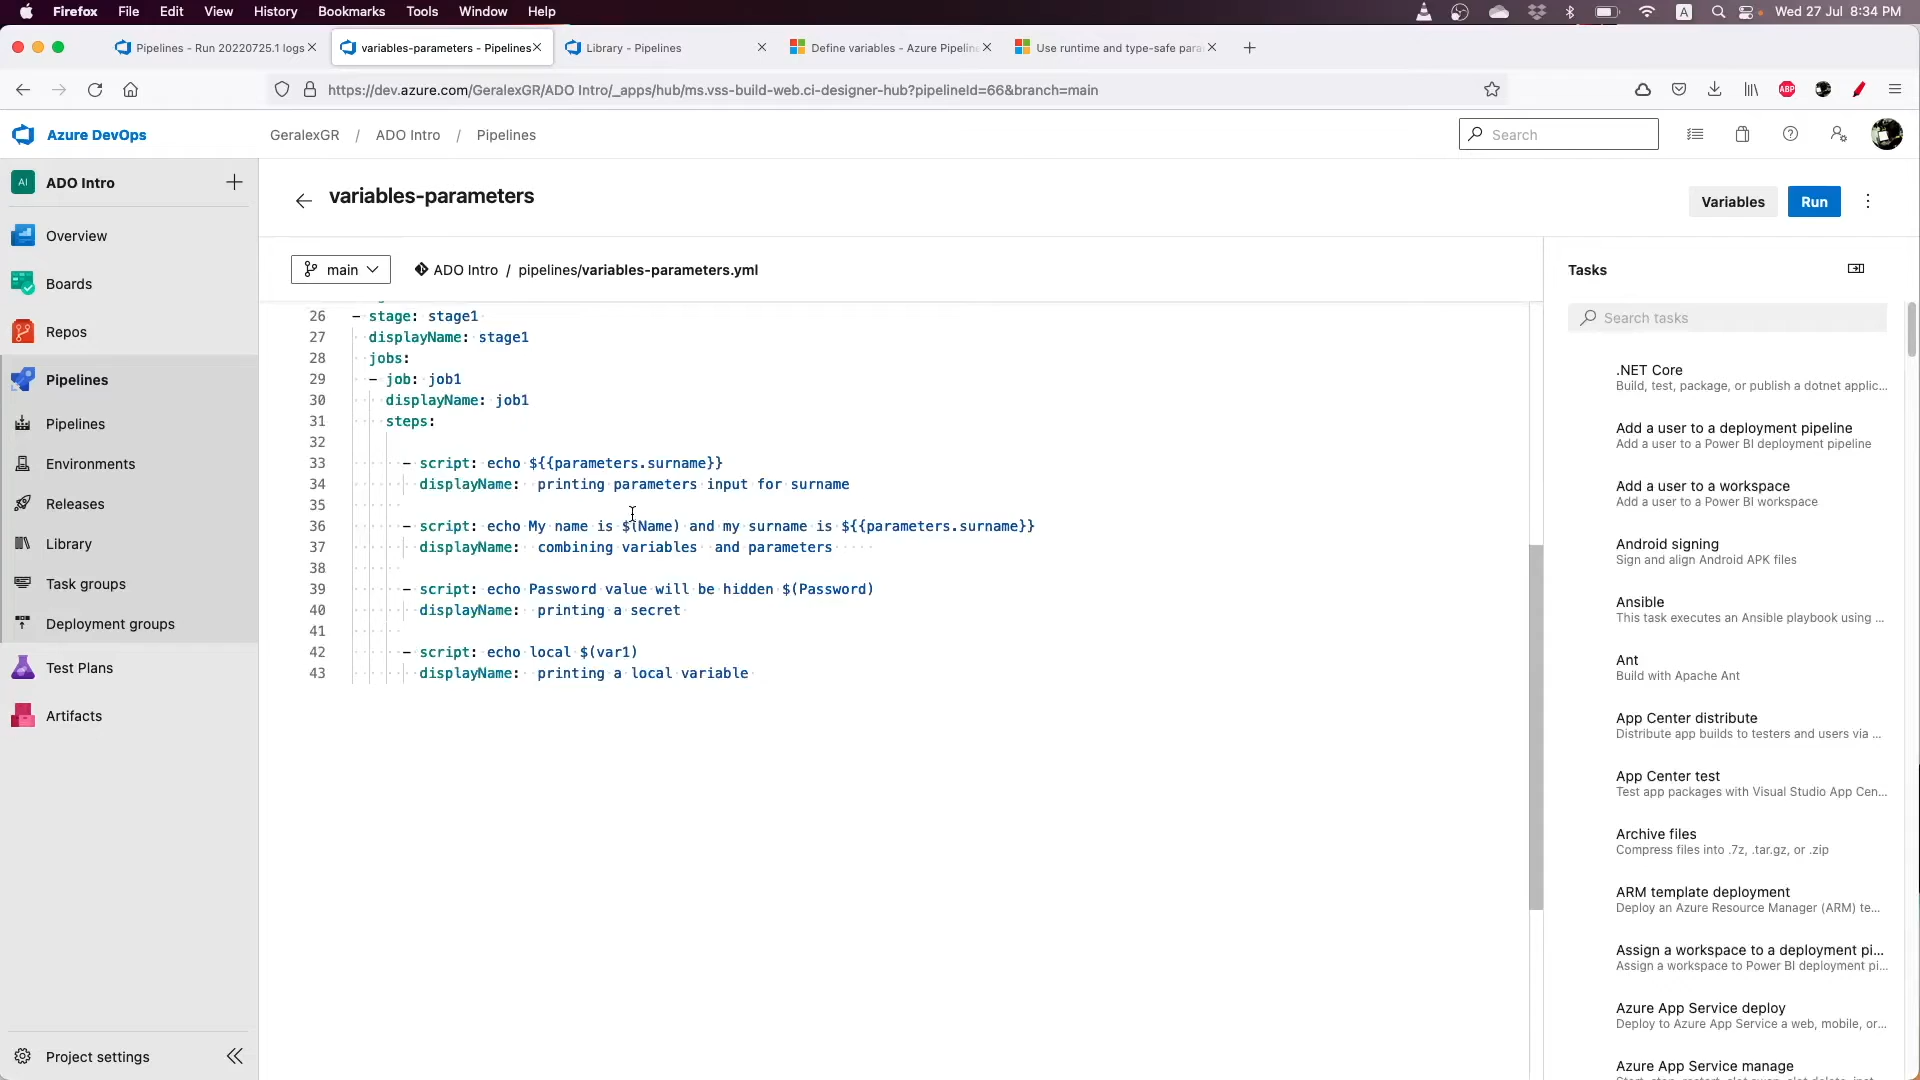 Firefox File Edit View History Bookmarks Tools Window Help
A Wed 27 Jul 8:34 PM
Pipelines - Run 20220725.1 logs
variables-parameters - Pipelines
Library - Pipelines
Define variables - Azure Pipelin
Use runtime and type-safe para
https://dev.azure.com/GeralexGR/ADO Intro/_apps/hub/ms.vss-build-web.ci-designer-hub?pipelineId=66&branch=main
ABP
Azure DevOps
GeralexGR / ADO Intro / Pipelines
Search
AI ADO Intro
Overview
Boards
Repos
Pipelines
Pipelines
Environments
Releases
Library
Task groups
Deployment groups
Test Plans
Artifacts
Project settings
variables-parameters
Variables
Run
main
ADO Intro / pipelines/variables-parameters.yml
26 - stage: stage1
27 displayName: stage1
28 jobs:
29 - job: job1
30 displayName: job1
31 steps:
32
33 - script: echo ${{parameters.surname}}
34 displayName: printing parameters input for surname
35
36 - script: echo My name is $(Name) and my surname is ${{parameters.surname}}
37 displayName: combining variables and parameters
38
39 - script: echo Password value will be hidden $(Password)
40 displayName: printing a secret
41
42 - script: echo local $(var1)
43 displayName: printing a local variable
Tasks
Search tasks
.NET Core
Build, test, package, or publish a dotnet applic...
Add a user to a deployment pipeline
Add a user to a Power BI deployment pipeline
Add a user to a workspace
Add a user to a Power BI workspace
Android signing
Sign and align Android APK files
Ansible
This task executes an Ansible playbook using ...
Ant
Build with Apache Ant
App Center distribute
Distribute app builds to testers and users via ...
App Center test
Test app packages with Visual Studio App Cen...
Archive files
Compress files into .7z, .tar.gz, or .zip
ARM template deployment
Deploy an Azure Resource Manager (ARM) te...
Assign a workspace to a deployment pi...
Assign a workspace to Power BI deployment pi...
Azure App Service deploy
Deploy to Azure App Service a web, mobile, or...
Azure App Service manage